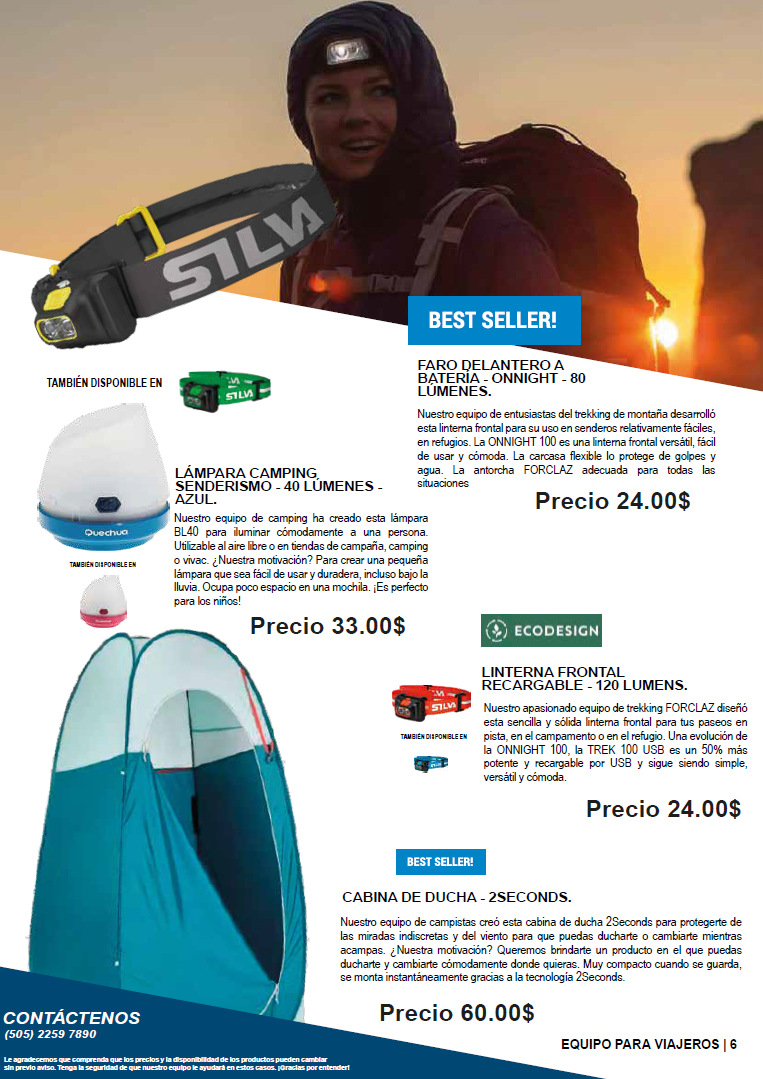 SILVA
BEST SELLER!
FARO DELANTERO A
BATERÍA - ONNIGHT - 80
LÚMENES.
Nuestro equipo de entusiastas del trekking de montaña desarrolló
esta linterna frontal para su uso en senderos relativamente fáciles,
en refugios. La ONNIGHT 100 es una linterna frontal versátil, fácil
de usar y cómoda. La carcasa flexible lo protege de golpes y
agua. La antorcha FORCLAZ adecuada para todas las
situaciones
Precio 24.00$
TAMBIÉN DISPONIBLE EN
SILVA
LÁMPARA CAMPING
SENDERISMO - 40 LÚMENES -
AZUL.
Nuestro equipo de camping ha creado esta lámpara
BL40 para iluminar cómodamente a una persona.
Utilizable al aire libre o en tiendas de campaña, camping
o vivac. ¿Nuestra motivación? Para crear una pequeña
lámpara que sea fácil de usar y duradera, incluso bajo la
lluvia. Ocupa poco espacio en una mochila. ¡Es perfecto
para los niños!
Quechua
TAMBIÉN DISPONIBLE EN
Precio 33.00$
ECODESIGN
LINTERNA FRONTAL
RECARGABLE - 120 LUMENS.
Nuestro apasionado equipo de trekking FORCLAZ diseñó
esta sencilla y sólida linterna frontal para tus paseos en
pista, en el campamento o en el refugio. Una evolución de
la ONNIGHT 100, la TREK 100 USB es un 50% más
potente y recargable por USB y sigue siendo simple,
versátil y cómoda.
SILVA
TAMBIÉN DISPONIBLE EN
SILVA
Precio 24.00$
BEST SELLER!
CABINA DE DUCHA - 2SECONDS.
Nuestro equipo de campistas creó esta cabina de ducha 2Seconds para protegerte de
las miradas indiscretas y del viento para que puedas ducharte o cambiarte mientras
acampas. ¿Nuestra motivación? Queremos brindarte un producto en el que puedas
ducharte y cambiarte cómodamente donde quieras. Muy compacto cuando se guarda,
se monta instantáneamente gracias a la tecnología 2Seconds.
Precio 60.00$
CONTÁCTENOS
(505) 2259 7890
Le agradecemos que comprenda que los precios y la disponibilidad de los productos pueden cambiar
sin previo aviso. Tenga la seguridad de que nuestro equipo le ayudará en estos casos. ¡Gracias por entender!
EQUIPO PARA VIAJEROS | 6